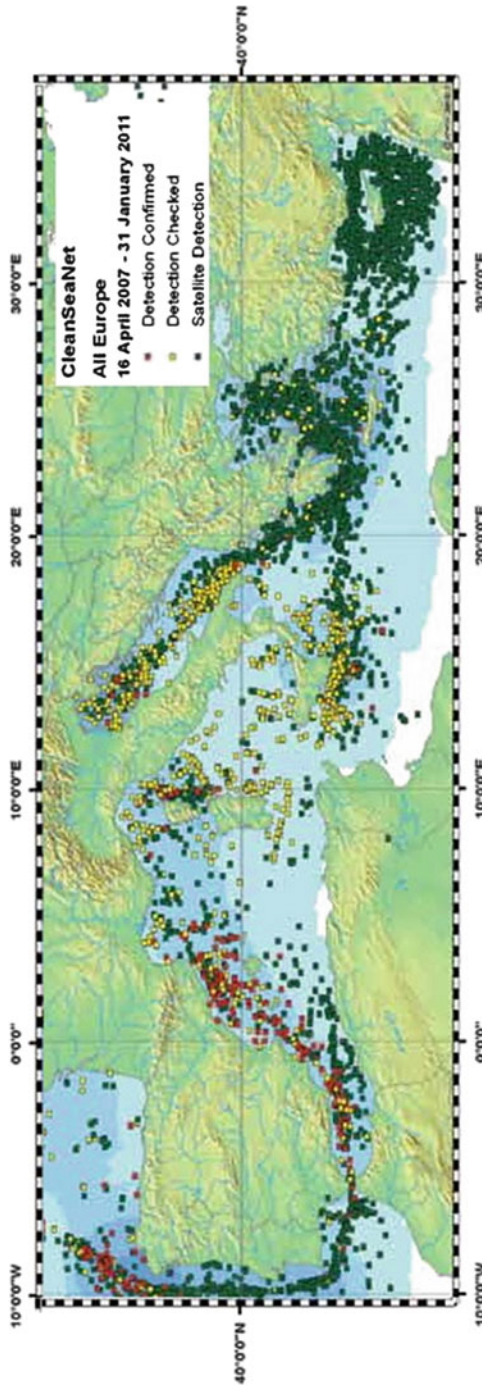 10°0'0"W
0°0'0"
10°0'0"E
20°0'0"E
30°0'0"E
CleanSeaNet
All Europe
16 April 2007 - 31 January 2011
Detection Confirmed
Detection Checked
Satellite Detection
40°0'0"N
40°0'0"N
10°0'0"W
0°0'0"
10°0'0"E
20°0'0"E
30°0'0"E